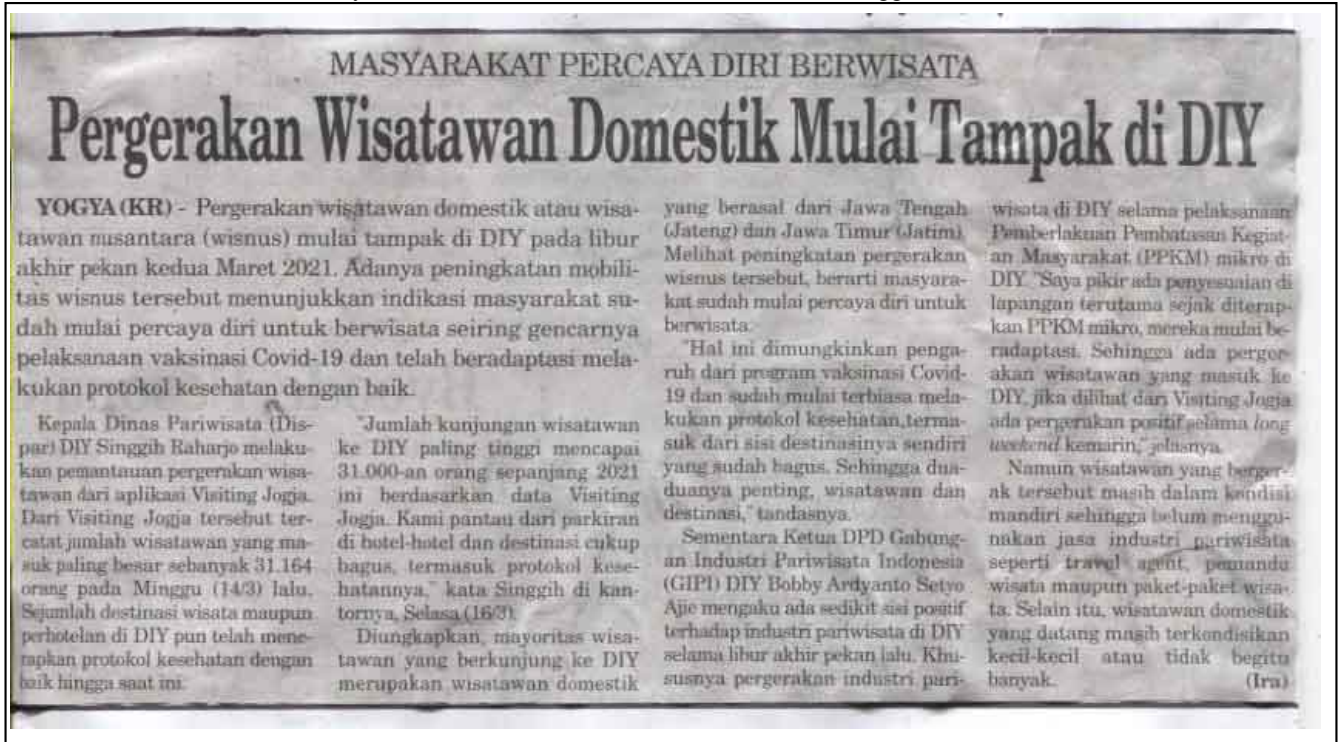 MASYARAKAT PERCAYA DIRI BERWISATA
Pergerakan Wisatawan Domestik Mulai Tampak di DIY
YOGYA (KR) - Pergerakan wisatawan domestik atau wisa-
tawan nusantara (wisnus) mulai tampak di DIY pada libur
akhir pekan kedua Maret 2021. Adanya peningkatan mobili-
tas wisnus tersebut menunjukkan indikasi masyarakat su-
dah mulai percaya diri untuk berwisata seiring gencarnya
pelaksanaan vaksinasi Covid-19 dan telah beradaptasi mela-
kukan protokol kesehatan dengan baik.
Kepala Dinas Pariwisata (Dis-
par) DIY Singgih Raharjo melaku-
kan pemantauan pergerakan wisa-
tawan dari aplikasi Visiting Jogja.
Dari Visiting Jogja tersebut ter-
catat jumlah wisatawan yang ma-
suk paling besar sebanyak 31.164
orang pada Minggu (14/3) lalu.
Sejumlah destinasi wisata maupun
perhotelan di DIY pun telah mene-
rapkan protokol kesehatan dengan
baik hingga saat ini.
"Jumlah kunjungan wisatawan
ke DIY paling tinggi mencapai
31.000-an orang sepanjang 2021
ini berdasarkan data Visiting
Jogja. Kami pantau dari parkiran
di hotel-hotel dan destinasi cukup
bagus, termasuk protokol kese-
hatannya," kata Singgih di kan-
tornya, Selasa (16/3).
Diungkapkan, mayoritas wisa-
tawan yang berkunjung ke DIY
merupakan wisatawan domestik
yang berasal dari Jawa Tengah
(Jateng) dan Jawa Timur (Jatim).
Melihat peningkatan pergerakan
wisnus tersebut, berarti masyara-
kat sudah mulai percaya diri untuk
berwisata.
"Hal ini dimungkinkan penga-
ruh dari program vaksinasi Covid-
19 dan sudah mulai terbiasa mela-
kukan protokol kesehatan,terma-
suk dari sisi destinasinya sendiri
yang sudah bagus. Sehingga dua-
duanya penting, wisatawan dan
destinasi," tandasnya.
Sementara Ketua DPD Gabung-
an Industri Pariwisata Indonesia
(GIPI) DIY Bobby Ardyanto Setyo
Ajie mengaku ada sedikit sisi positif
terhadap industri pariwisata di DIY
selama libur akhir pekan lalu. Khu-
susnya pergerakan industri pari-
wisata di DIY selama pelaksanaan
Pemberlakuan Pembatasan Kegiat-
an Masyarakat (PPKM) mikro di
DIY. "Saya pikir ada penyesuaian di
lapangan terutama sejak diterap-
kan PPKM mikro, mereka mulai be-
radaptasi. Sehingga ada perger-
akan wisatawan yang masuk ke
DIY, jika dilihat dari Visiting Jogja
ada pergerakan positif selama long
weekend kemarin," jelasnya.
Namun wisatawan yang berger-
ak tersebut masih dalam kondisi
mandiri sehingga belum menggu-
nakan jasa industri pariwisata
seperti travel agent, pemandu
wisata maupun paket-paket wisa-
ta. Selain itu, wisatawan domestik
yang datang masih terkondisikan
kecil-kecil atau tidak begitu
banyak. (Ira)